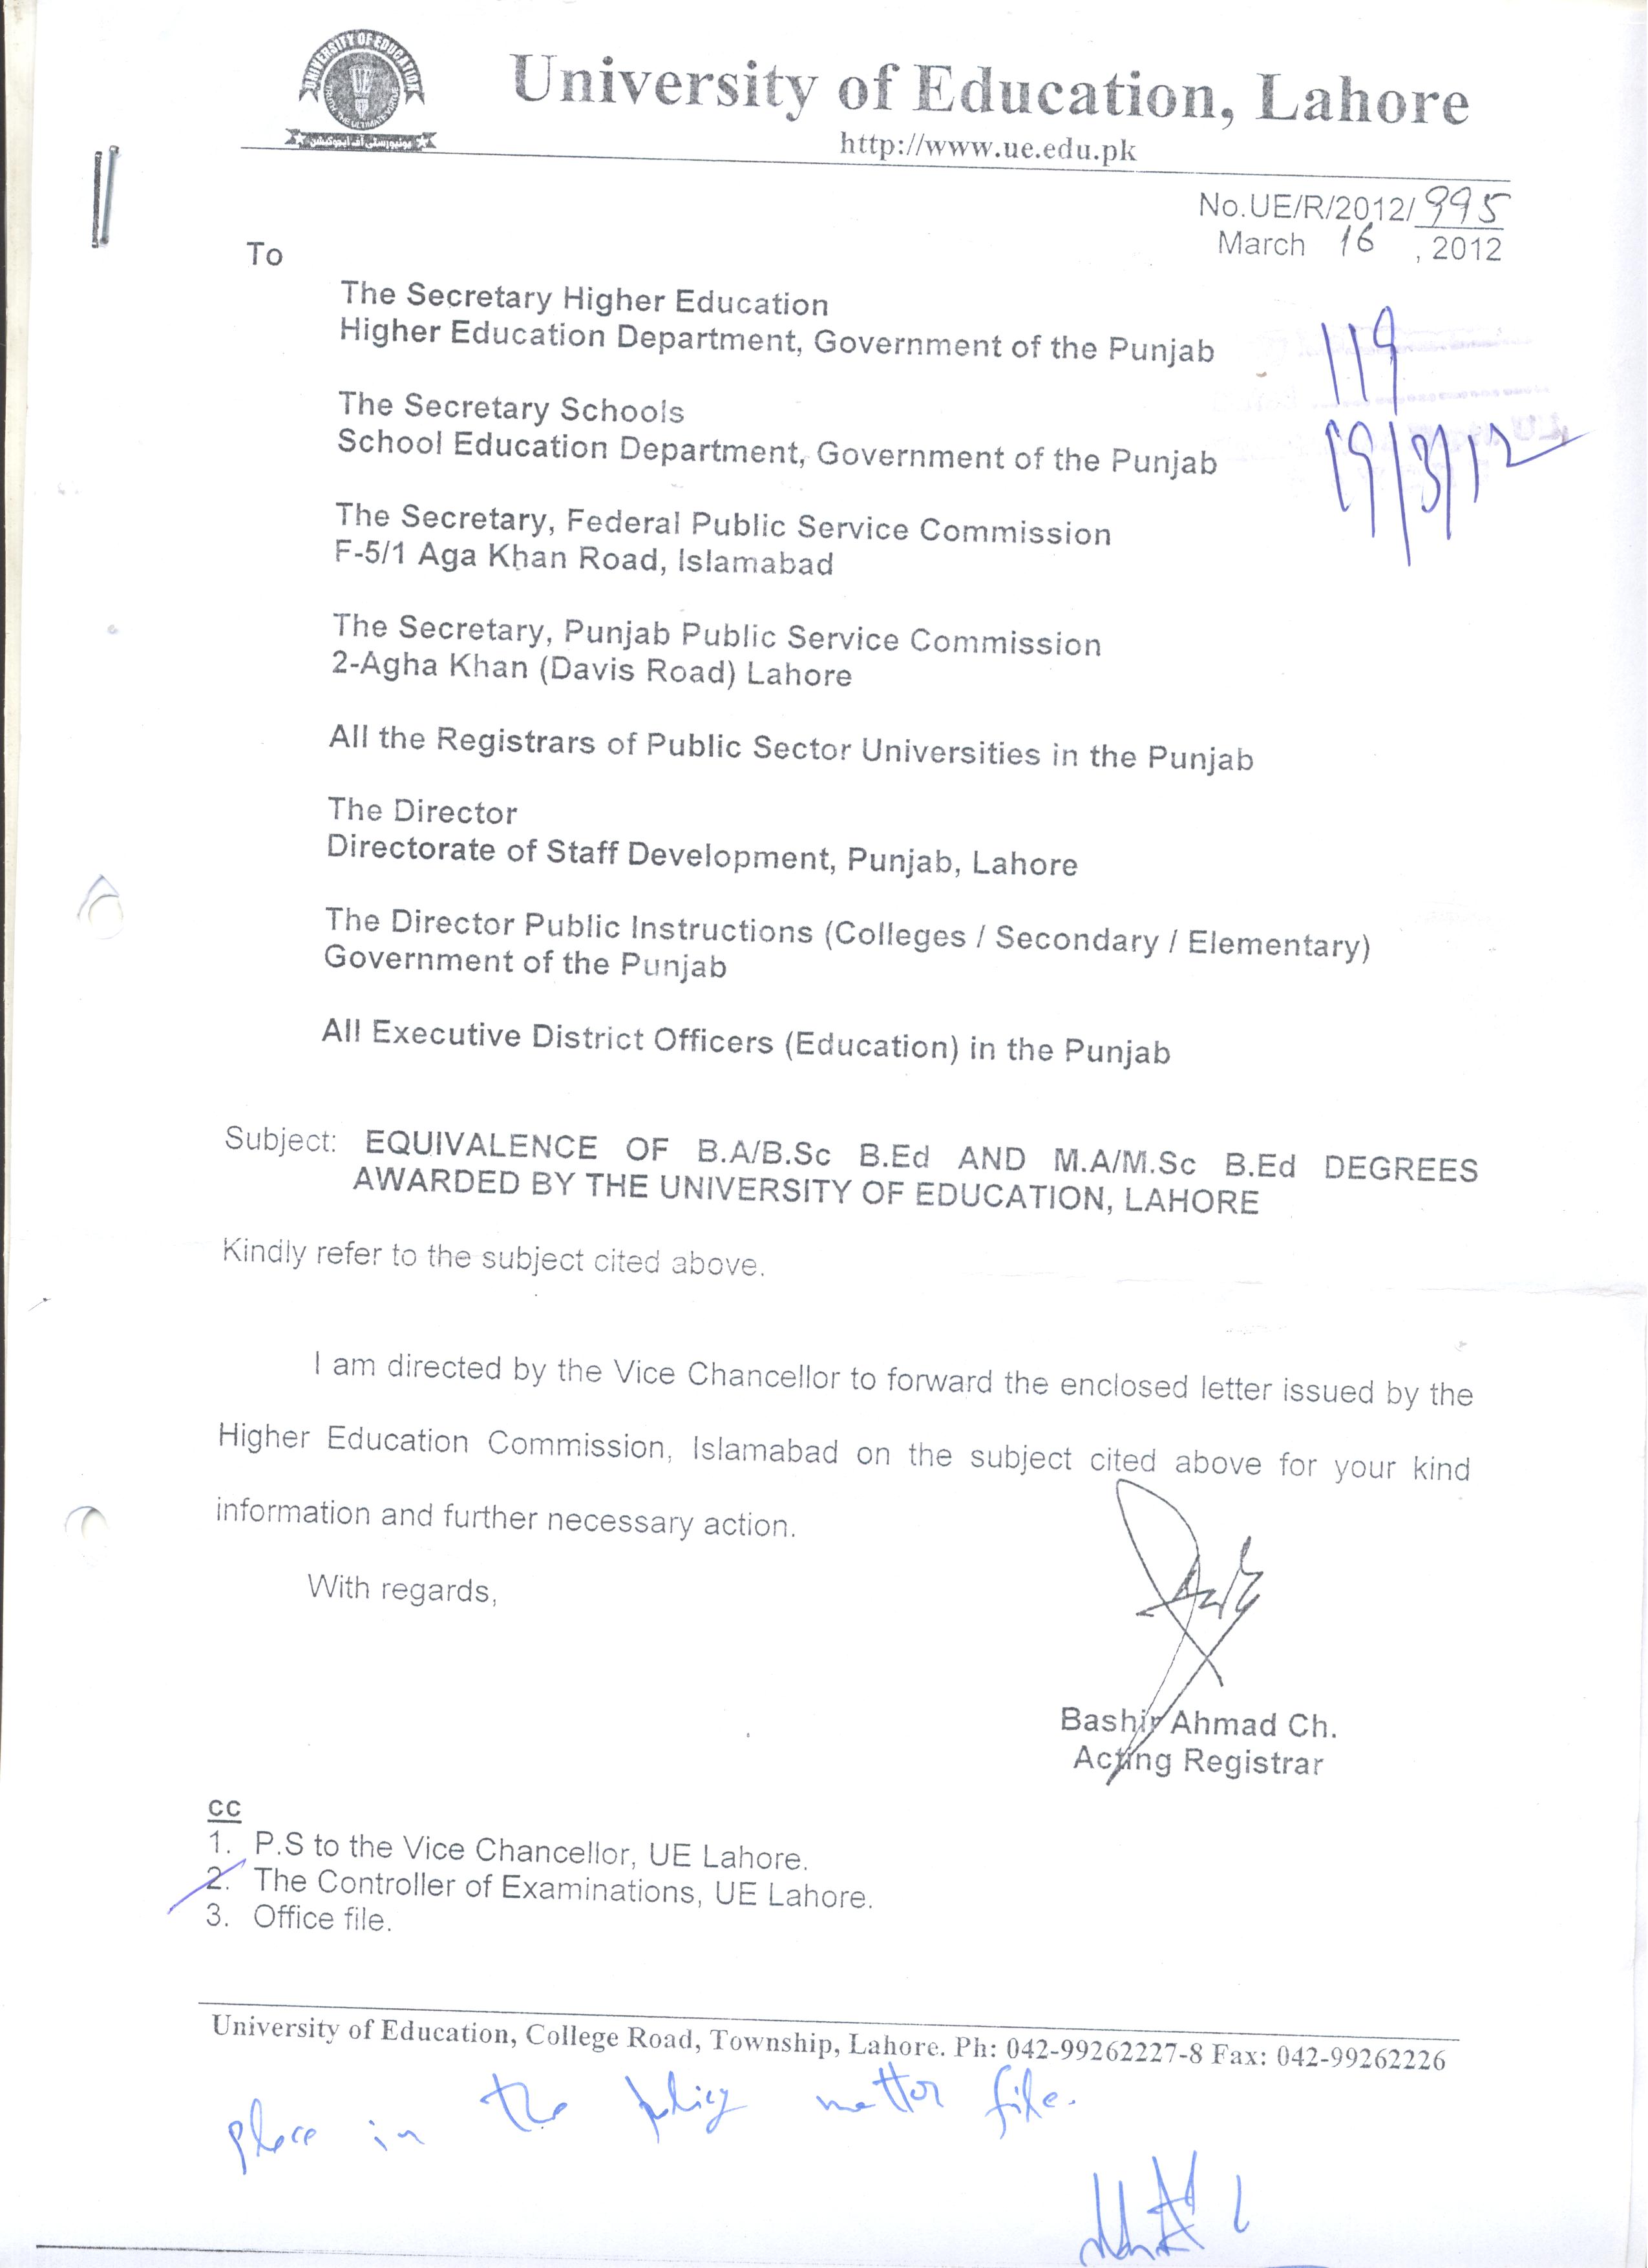 UNIVERSITY OF EDUCATION
UE
یونیورسٹی آف ایجوکیشن
University of Education, Lahore
http://www.ue.edu.pk
No.UE/R/2012/ 995
March 16 , 2012
119
19/3/12
To
The Secretary Higher Education
Higher Education Department, Government of the Punjab
The Secretary Schools
School Education Department, Government of the Punjab
The Secretary, Federal Public Service Commission
F-5/1 Aga Khan Road, Islamabad
The Secretary, Punjab Public Service Commission
2-Agha Khan (Davis Road) Lahore
All the Registrars of Public Sector Universities in the Punjab
The Director
Directorate of Staff Development, Punjab, Lahore
The Director Public Instructions (Colleges / Secondary / Elementary)
Government of the Punjab
All Executive District Officers (Education) in the Punjab
Subject: EQUIVALENCE OF B.A/B.Sc B.Ed AND M.A/M.Sc B.Ed DEGREES
AWARDED BY THE UNIVERSITY OF EDUCATION, LAHORE
Kindly refer to the subject cited above.
I am directed by the Vice Chancellor to forward the enclosed letter issued by the
Higher Education Commission, Islamabad on the subject cited above for your kind
information and further necessary action.
With regards,
Bashir Ahmad Ch.
Acting Registrar
cc
1. P.S to the Vice Chancellor, UE Lahore.
2. The Controller of Examinations, UE Lahore.
3. Office file.
University of Education, College Road, Township, Lahore. Ph: 042-99262227-8 Fax: 042-99262226
place in the policy matter file.